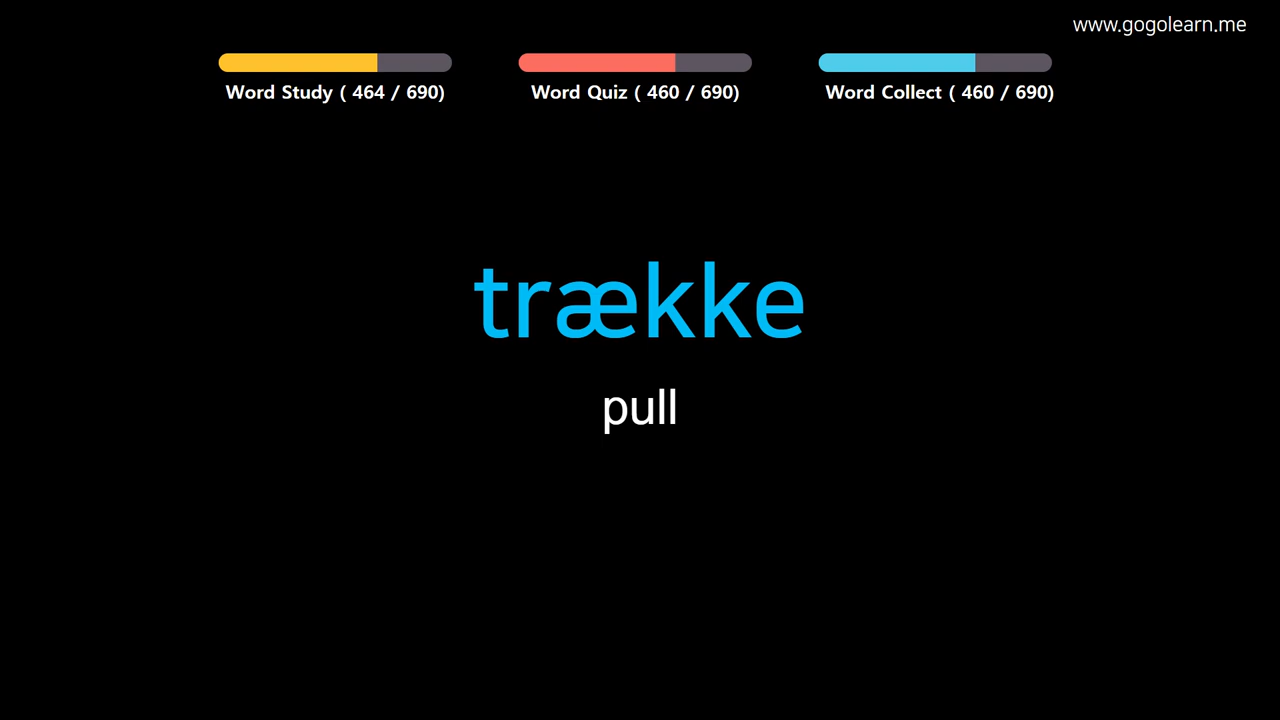 www.gogolearn.me
Word Study ( 464 / 690)
Word Quiz ( 460 / 690)
Word Collect ( 460 / 690)
trække
pull